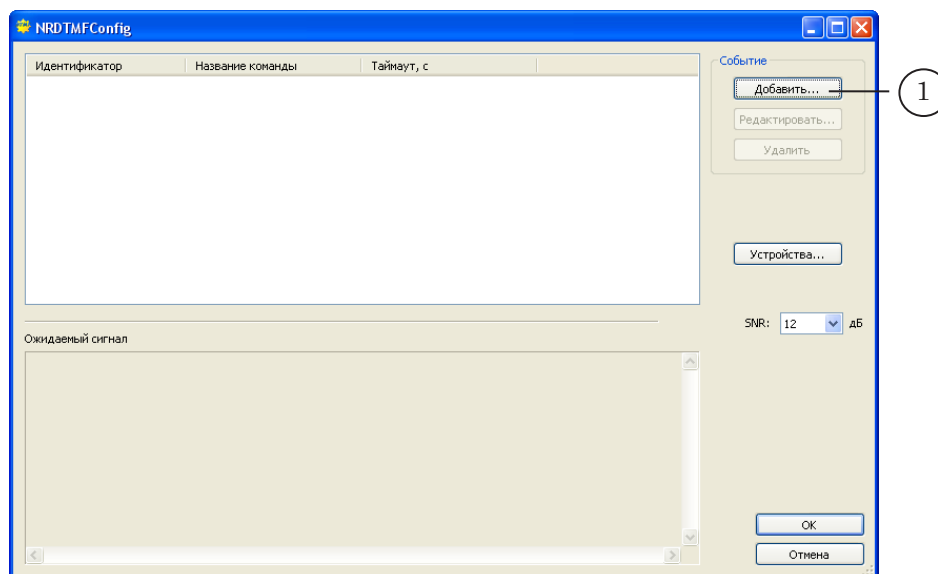 NRDTMFConfig
Идентификатор Название команды Таймаут, с
Событие
Добавить...
1
Редактировать...
Удалить
Устройства...
SNR: 12 дБ
Ожидаемый сигнал
OK
Отмена